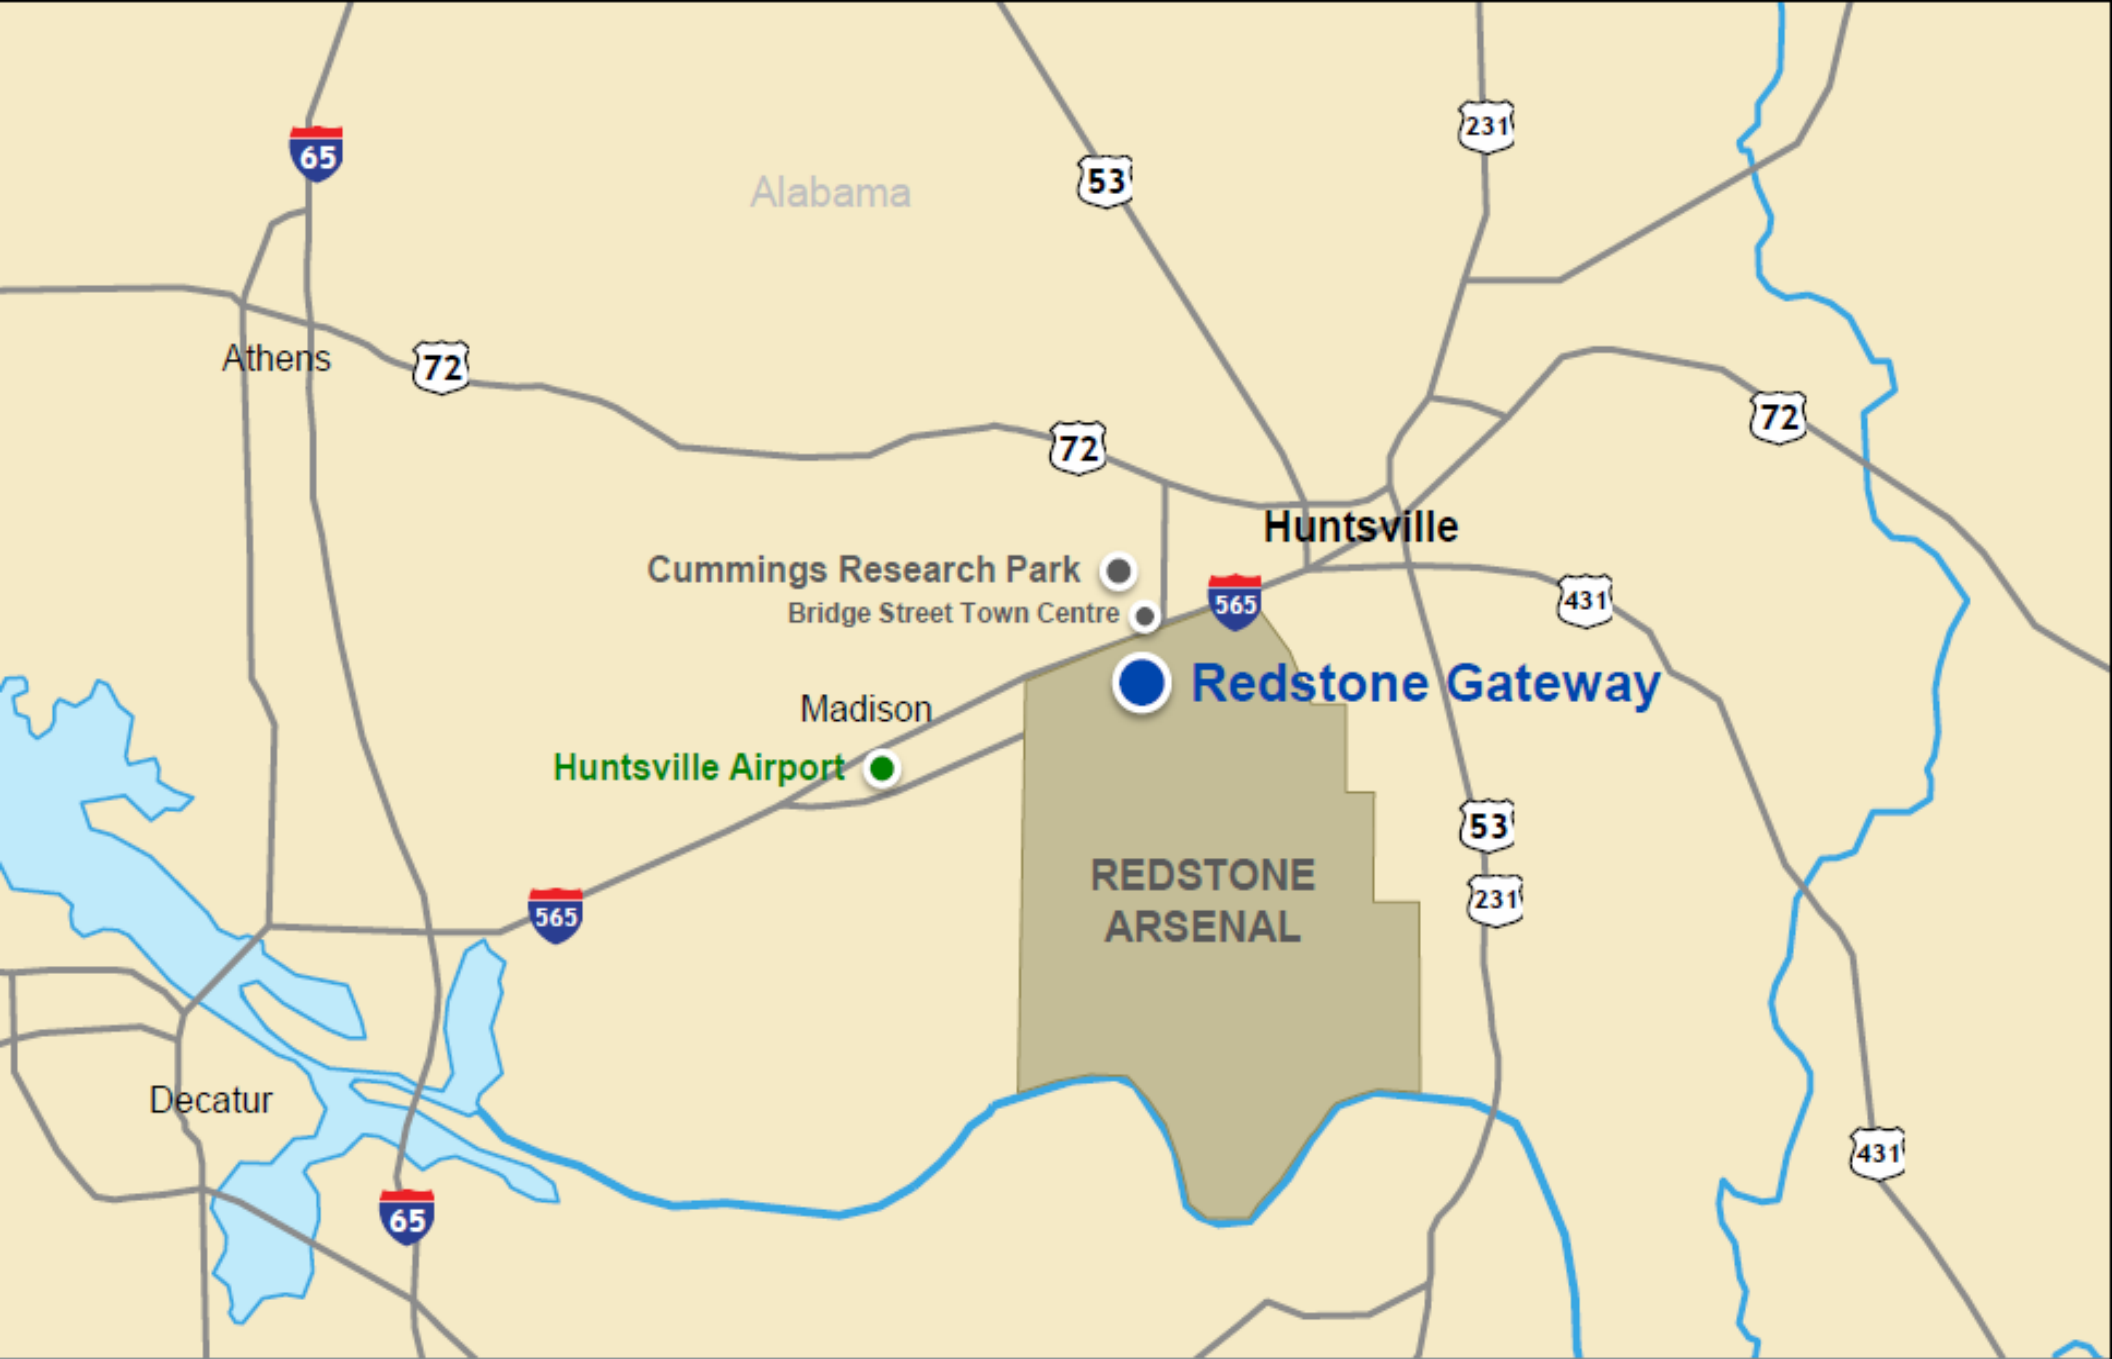 231
65
53
Alabama
Athens
72
72
72
Huntsville
Cummings Research Park
Bridge Street Town Centre
565
431
Redstone Gateway
Madison
Huntsville Airport
53
REDSTONE
ARSENAL
231
565
Decatur
431
65